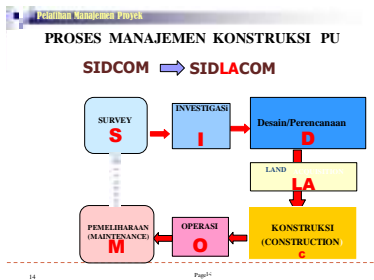 Pelatihan Manajemen Proyek
PROSES MANAJEMEN KONSTRUKSI PU
SIDCOM SIDLACOM
SURVEY
S
INVESTIGASi
I
Desain/Perencanaan
D
LAND
LA
PEMELIHARAAN
(MAINTENANCE)
M
OPERASI
O
KONSTRUKSI
(CONSTRUCTION)
C
14